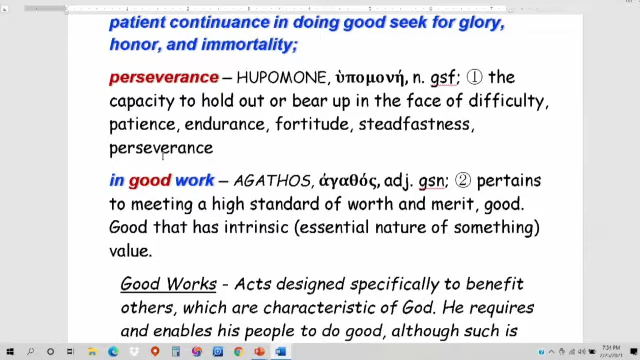 patient continuance in doing good seek for glory,
honor, and immortality;
perseverance – HUPOMONE, ὑπομονή, n. gsf; ① the
capacity to hold out or bear up in the face of difficulty,
patience, endurance, fortitude, steadfastness,
perseverance
in good work – AGATHOS, ἀγαθός, adj. gsn; ② pertains
to meeting a high standard of worth and merit, good.
Good that has intrinsic (essential nature of something)
value.
Good Works - Acts designed specifically to benefit
others, which are characteristic of God. He requires
and enables his people to do good, although such is
7:51 PM